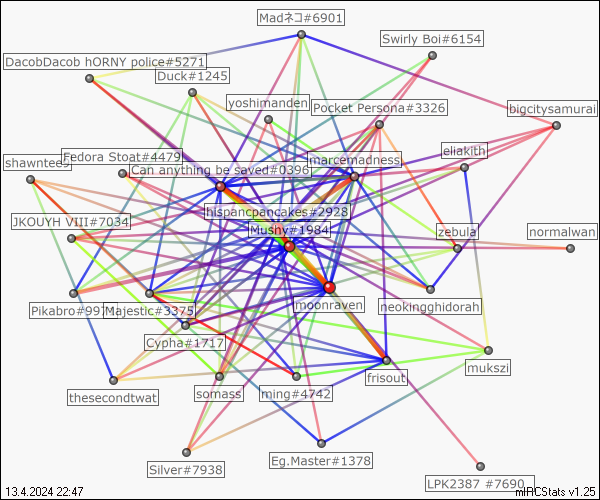 Madネコ#6901
Swirly Boi#6154
DacobDacob hORNY police#5271
Duck#1245
yoshimanden
Pocket Persona#3326
bigcitysamurai
eliakith
Fedora Stoat#4479
marcemadness
shawntee9
Can anything be saved#0396
hispancpancakes#2928
JKOUYH VIII#7034
Mushy#1984
zebula
normalwan
moonraven
neokingghidorah
Majestic#3375
Cypha#1717
mukszi
frisout
thesecondtwat
somass
ming#4742
Eg.Master#1378
Silver#7938
LPK2387 #7690
13.4.2024 22:47
mIRCStats v1.25